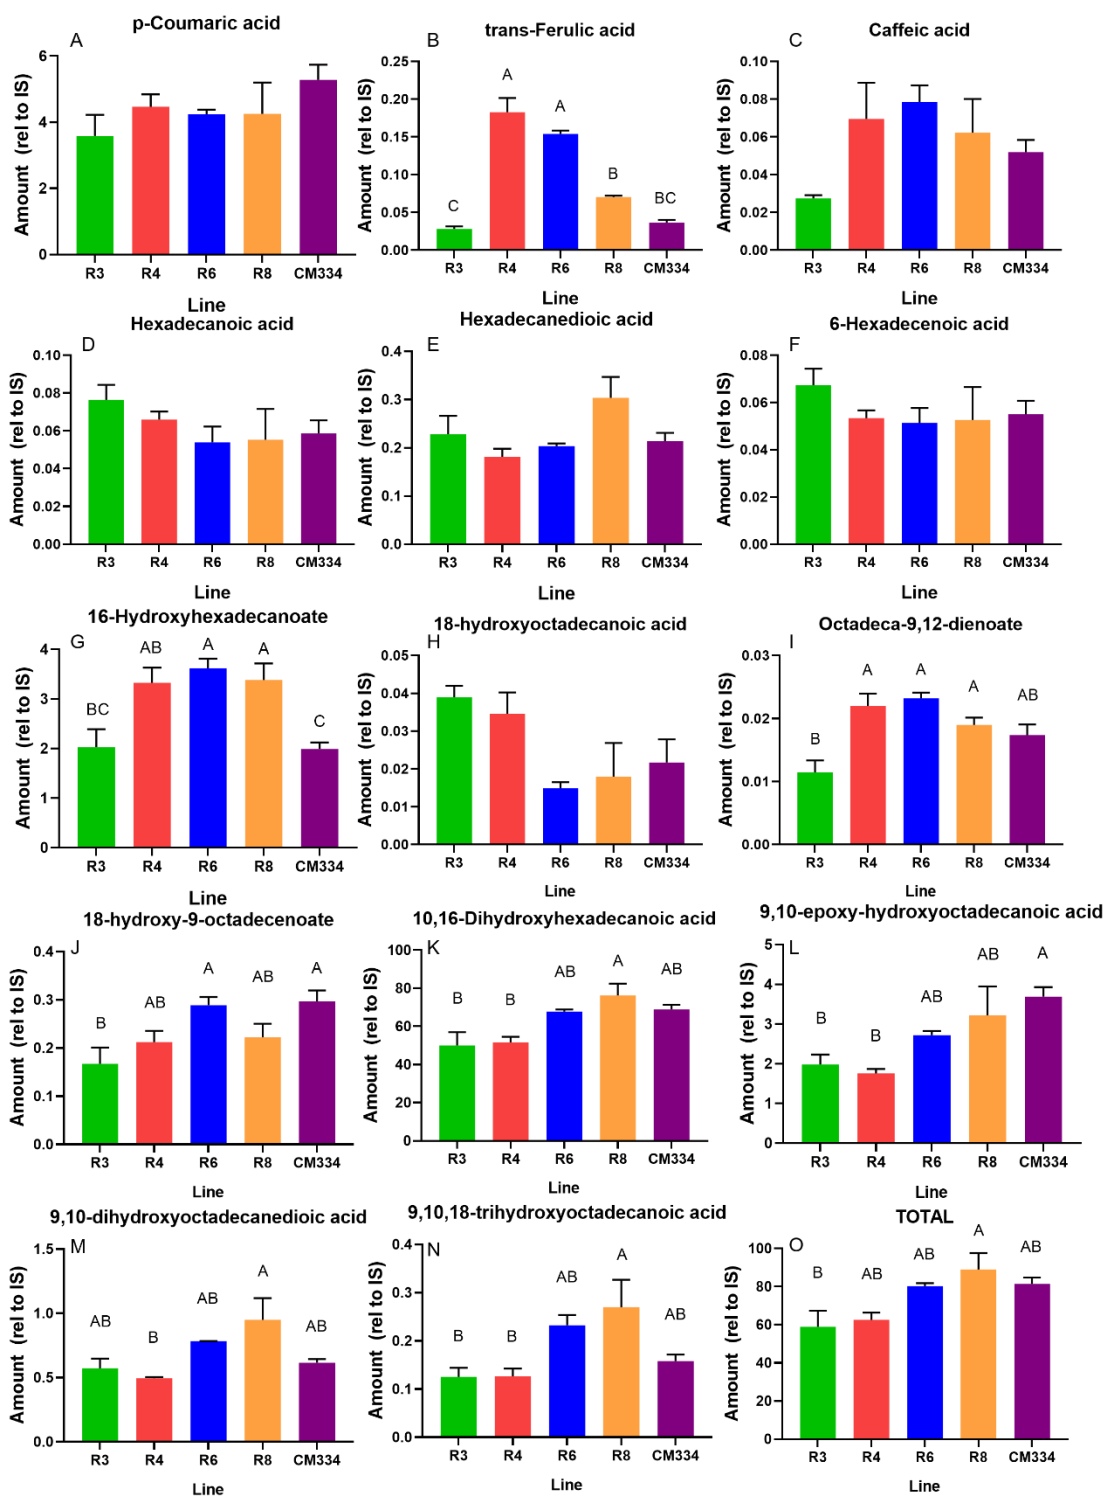 p-Coumaric acid
A
Amount (rel to IS)
6
4
2
0
R3 R4 R6 R8 CM334
Line
trans-Ferulic acid
B
Amount (rel to IS)
0.25
0.20
0.15
0.10
0.05
0.00
C A A B BC
R3 R4 R6 R8 CM334
Line
Caffeic acid
C
Amount (rel to IS)
0.10
0.08
0.06
0.04
0.02
0.00
R3 R4 R6 R8 CM334
Line
Hexadecanoic acid
D
Amount (rel to IS)
0.10
0.08
0.06
0.04
0.02
0.00
R3 R4 R6 R8 CM334
Line
Hexadecanedioic acid
E
Amount (rel to IS)
0.4
0.3
0.2
0.1
0.0
R3 R4 R6 R8 CM334
Line
6-Hexadecenoic acid
F
Amount (rel to IS)
0.08
0.06
0.04
0.02
0.00
R3 R4 R6 R8 CM334
Line
16-Hydroxyhexadecanoate
G
Amount (rel to IS)
4
3
2
1
0
BC AB A A C
R3 R4 R6 R8 CM334
Line
18-hydroxyoctadecanoic acid
H
Amount (rel to IS)
0.05
0.04
0.03
0.02
0.01
0.00
R3 R4 R6 R8 CM334
Line
Octadeca-9,12-dienoate
I
Amount (rel to IS)
0.03
0.02
0.01
0.00
B A A A AB
R3 R4 R6 R8 CM334
Line
18-hydroxy-9-octadecenoate
J
Amount (rel to IS)
0.4
0.3
0.2
0.1
0.0
B AB A AB A
R3 R4 R6 R8 CM334
Line
10,16-Dihydroxyhexadecanoic acid
K
Amount (rel to IS)
100
80
60
40
20
0
B B AB A AB
R3 R4 R6 R8 CM334
Line
9,10-epoxy-hydroxyoctadecanoic acid
L
Amount (rel to IS)
5
4
3
2
1
0
B B AB AB A
R3 R4 R6 R8 CM334
Line
9,10-dihydroxyoctadecanedioic acid
M
Amount (rel to IS)
1.5
1.0
0.5
0.0
AB B AB A AB
R3 R4 R6 R8 CM334
Line
9,10,18-trihydroxyoctadecanoic acid
N
Amount (rel to IS)
0.4
0.3
0.2
0.1
0.0
B B AB A AB
R3 R4 R6 R8 CM334
Line
TOTAL
O
Amount (rel to IS)
100
80
60
40
20
0
B AB AB A AB
R3 R4 R6 R8 CM334
Line